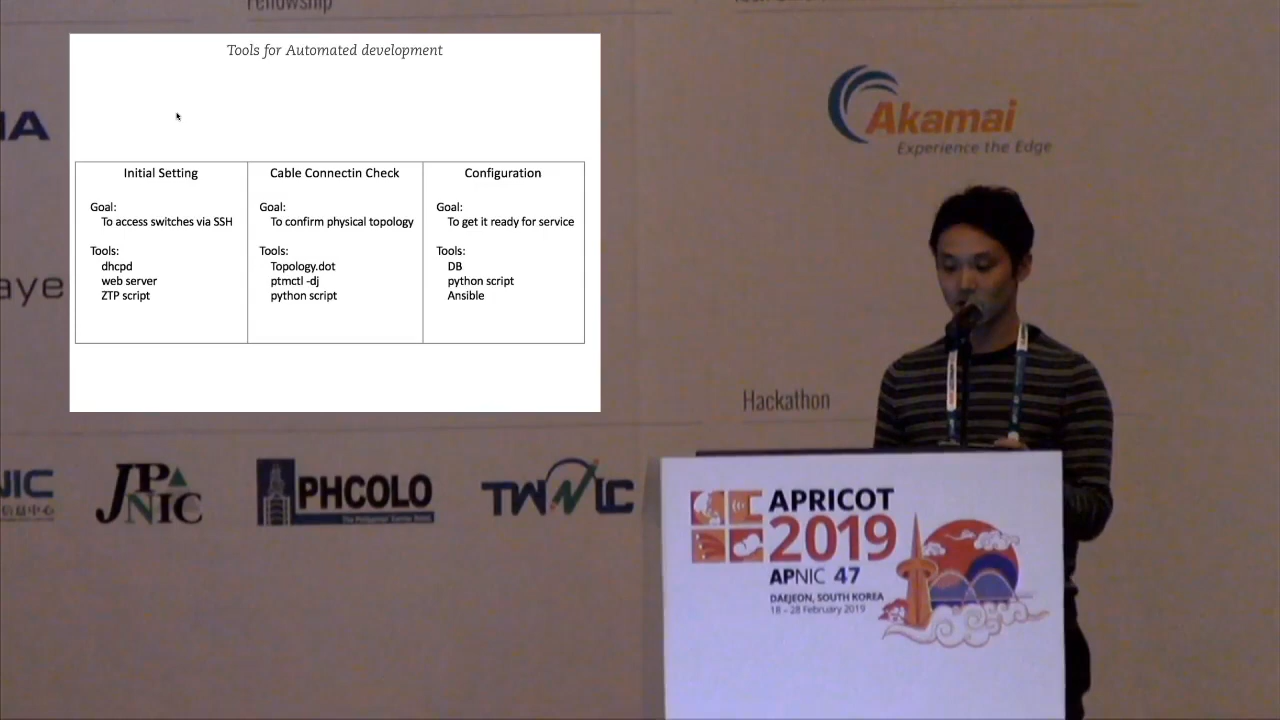 Fellowship
Tools for Automated development
Initial Setting
Goal:
To access switches via SSH
Tools:
dhcpd
web server
ZTP script
Cable Connectin Check
Goal:
To confirm physical topology
Tools:
Topology.dot
ptmctl -dj
python script
Configuration
Goal:
To get it ready for service
Tools:
DB
python script
Ansible
Akamai
Experience the Edge
Hackathon
JPNIC
PHCOLO
TWNIC
APRICOT
2019
APNIC 47
DAEJEON, SOUTH KOREA
18 – 28 February 2019